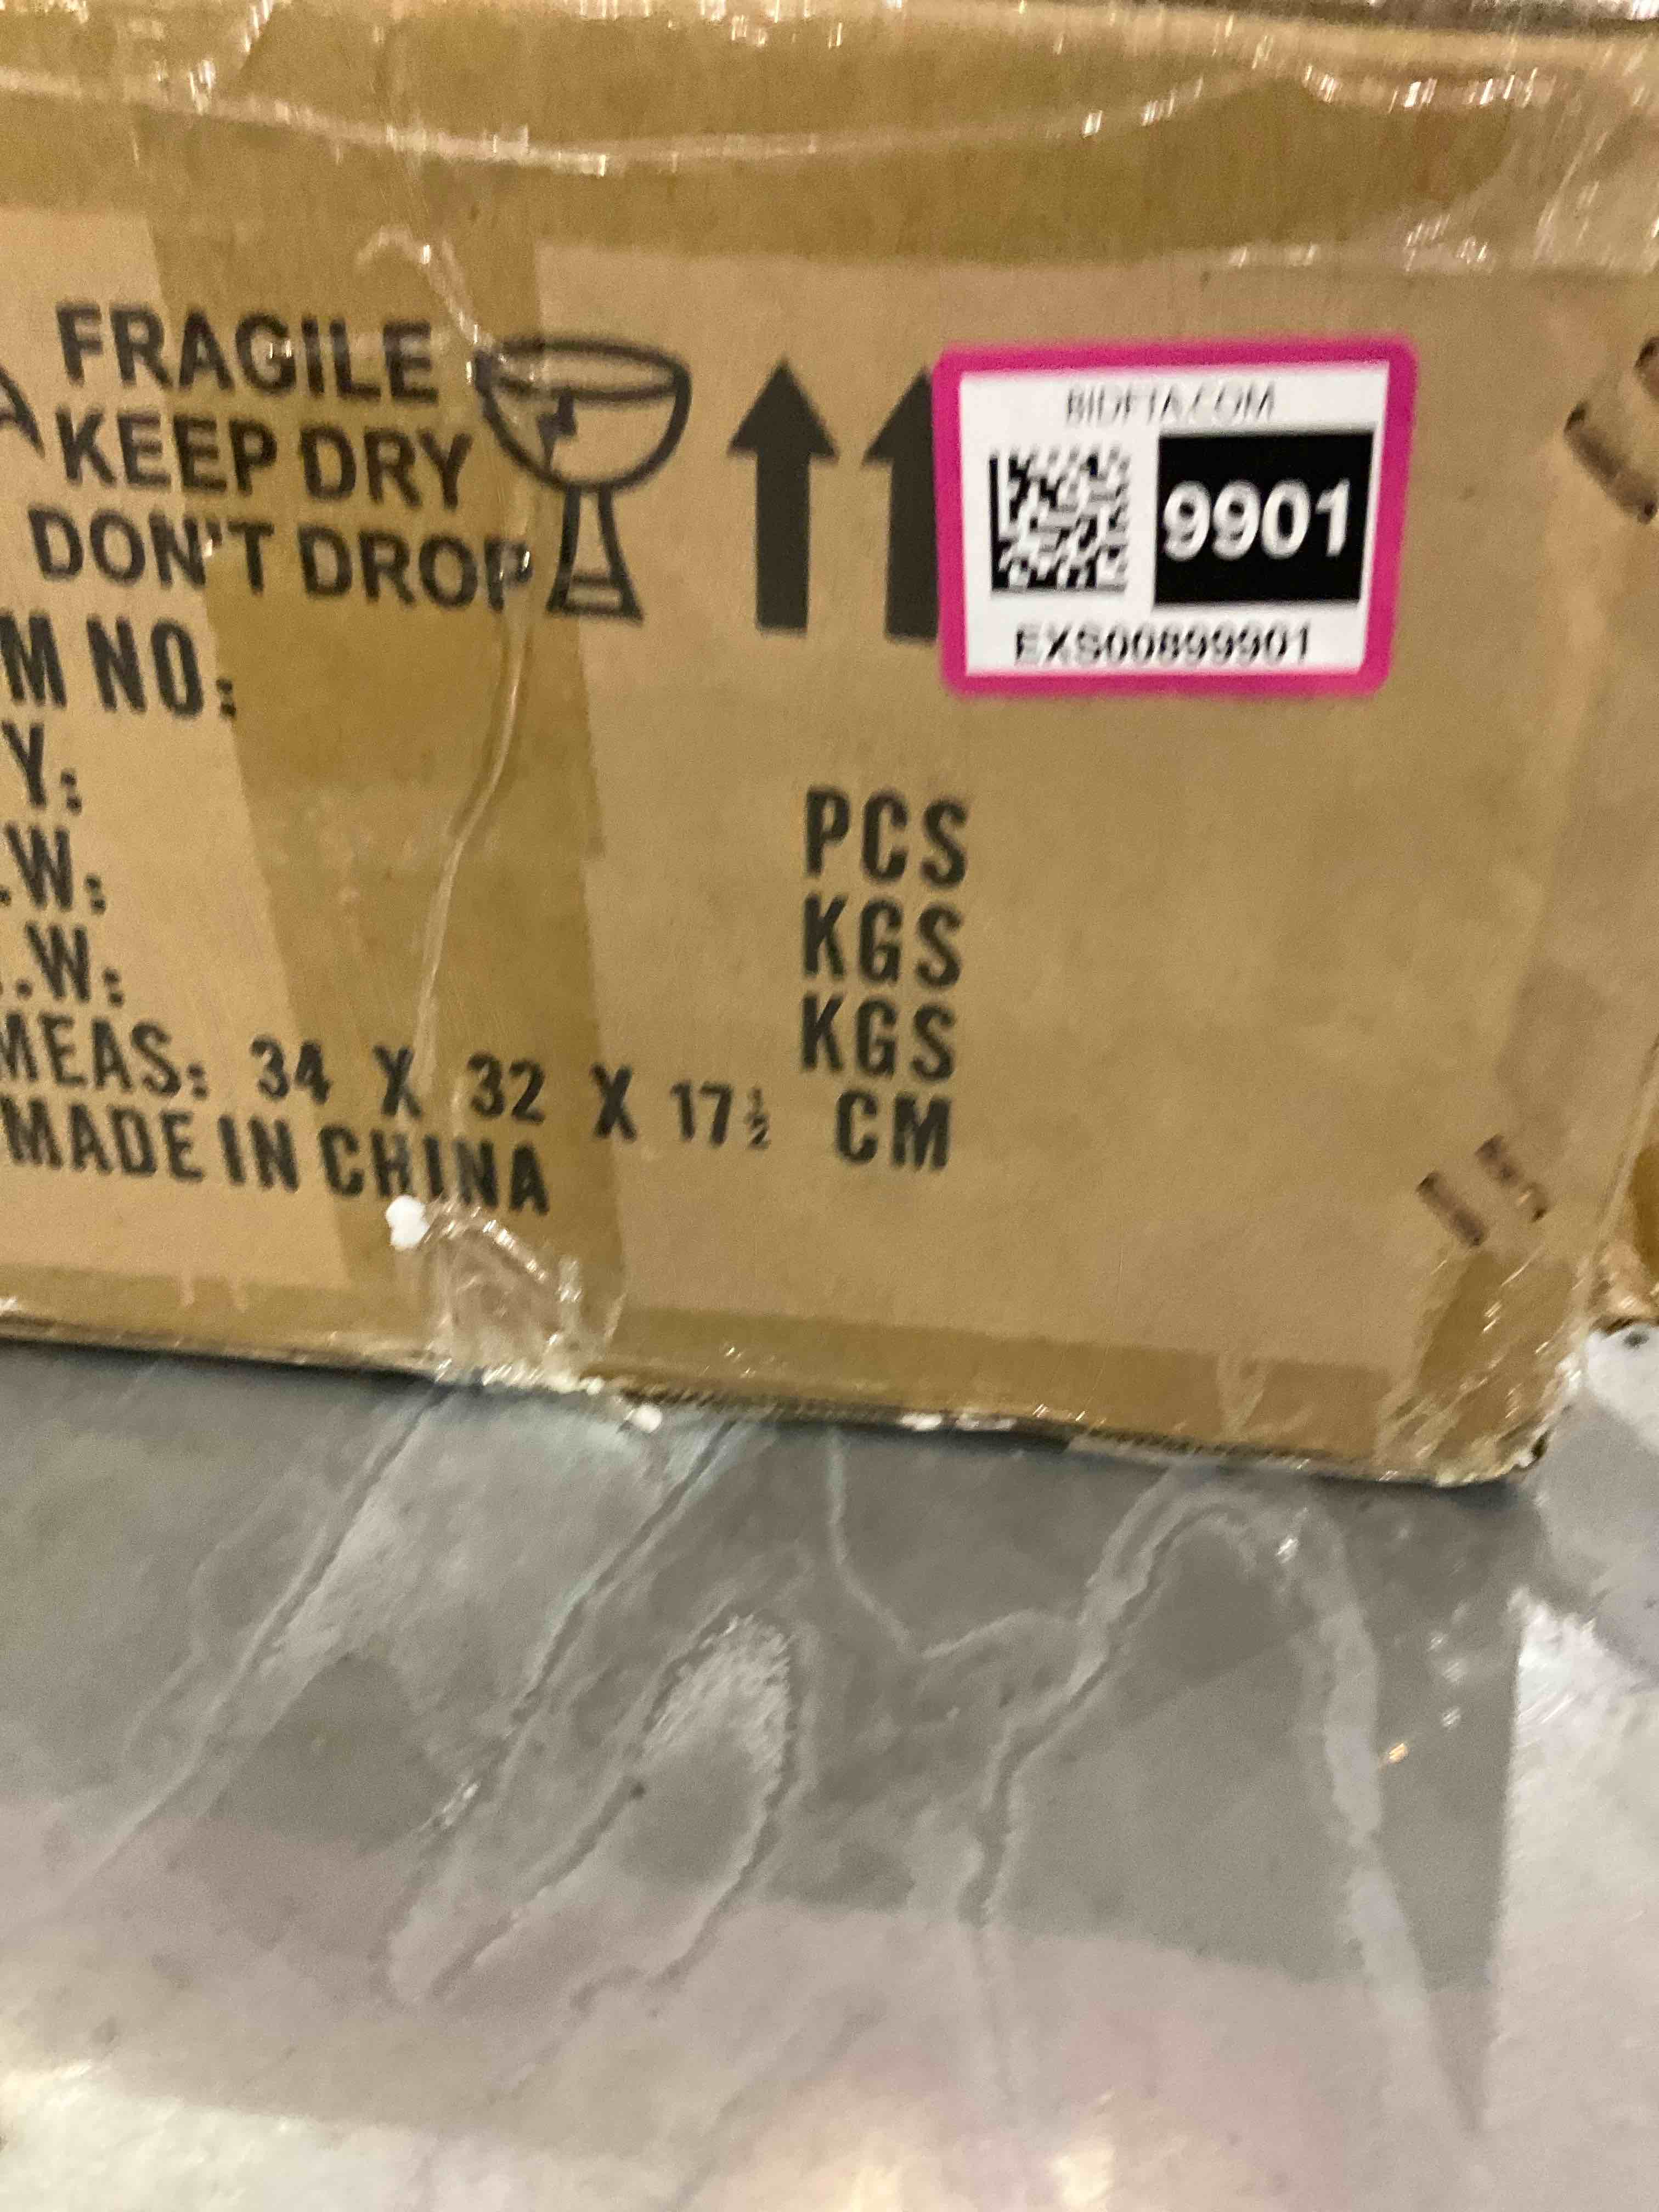 FRAGILE
KEEP DRY
DON'T DROP
BIDFTA.COM
9901
EXS00899901
M NO:
Y: PCS
.W: KGS
.W: KGS
MEAS: 34 X 32 X 17½ CM
MADE IN CHINA